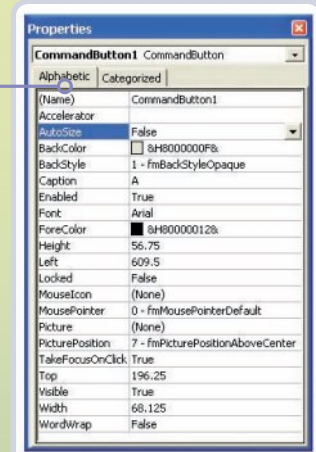 Properties
CommandButton1 CommandButton
Alphabetic Categorized
(Name) CommandButton1
Accelerator
AutoSize False
BackColor &H8000000F&
BackStyle 1 - fmBackStyleOpaque
Caption A
Enabled True
Font Arial
ForeColor &H80000012&
Height 56.75
Left 609.5
Locked False
MouseIcon (None)
MousePointer 0 - fmMousePointerDefault
Picture (None)
PicturePosition 7 - fmPicturePositionAboveCenter
TakeFocusOnClick True
Top 196.25
Visible True
Width 68.125
WordWrap False